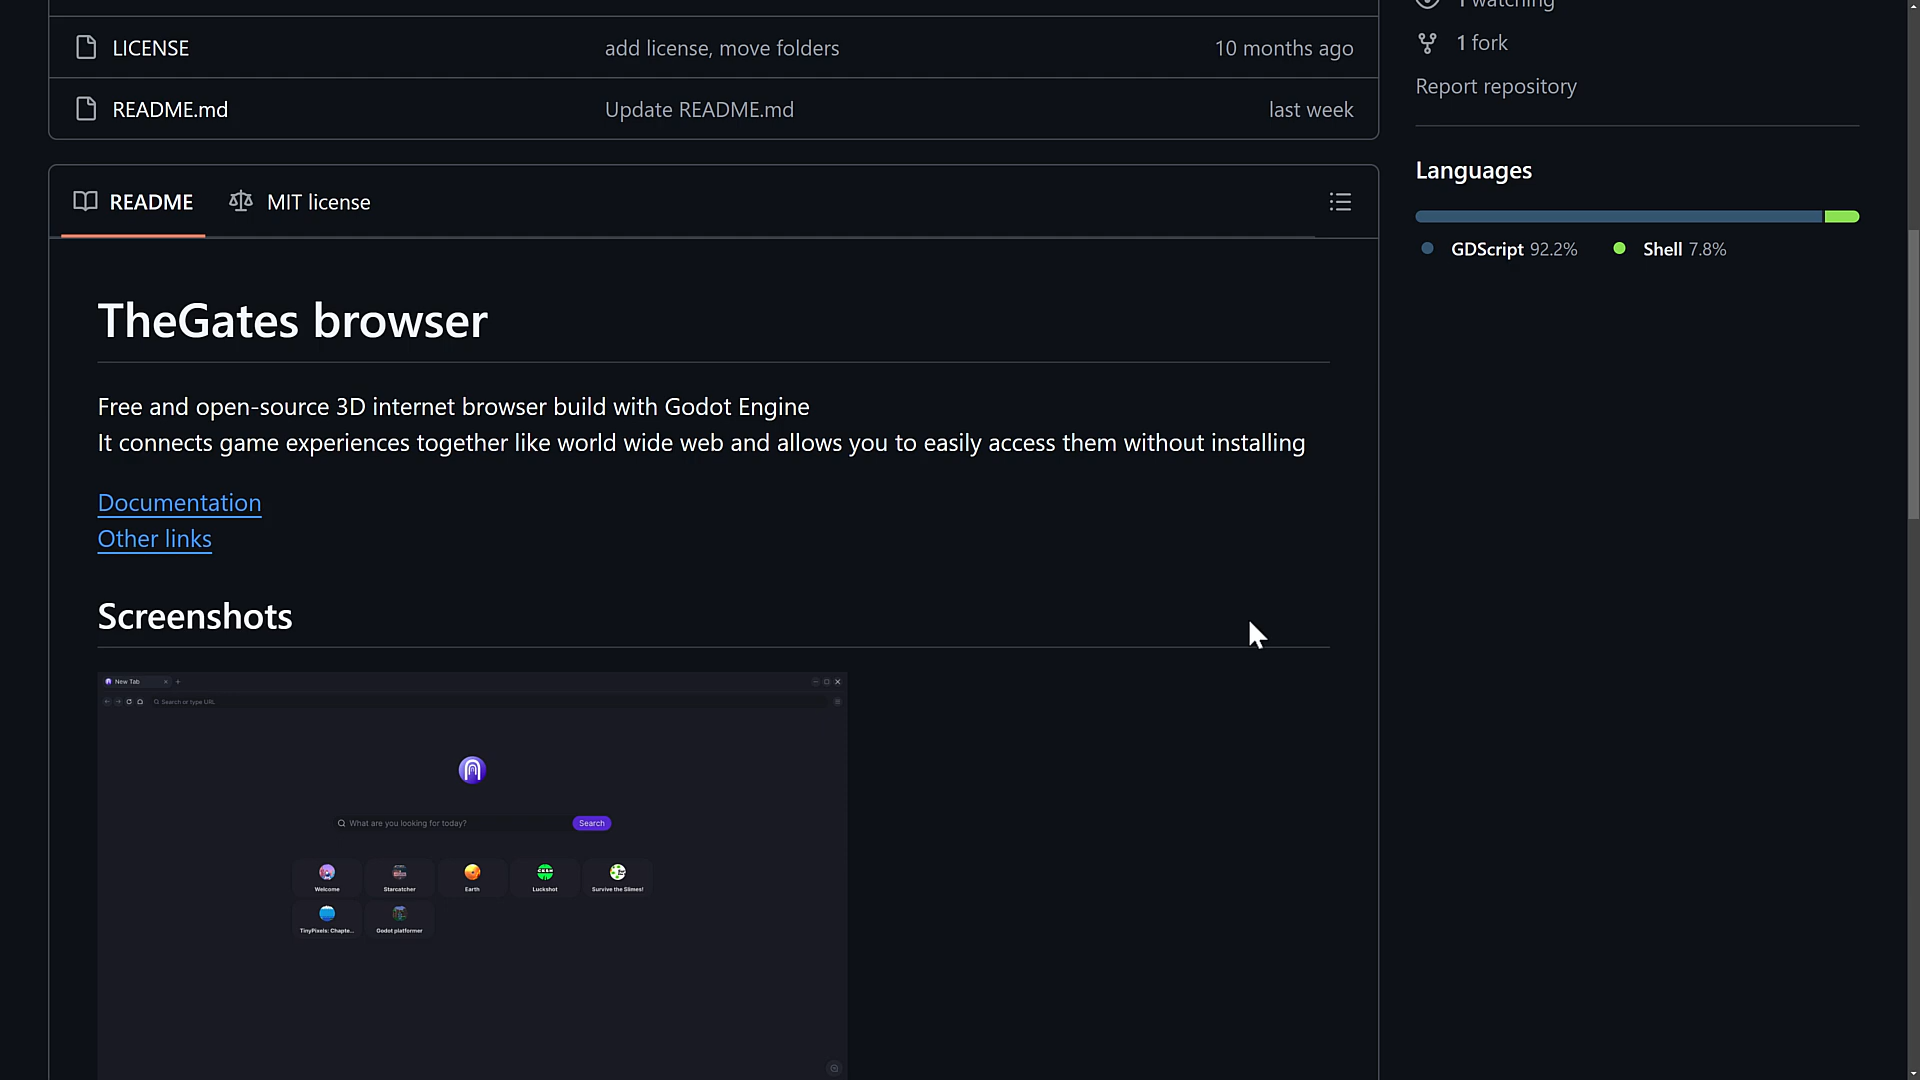 1 watching
LICENSE add license, move folders 10 months ago
1 fork
Report repository
README.md Update README.md last week
Languages
GDScript 92.2% Shell 7.8%
README MIT license
TheGates browser
Free and open-source 3D internet browser build with Godot Engine
It connects game experiences together like world wide web and allows you to easily access them without installing
Documentation
Other links
Screenshots
New Tab
Search or type URL
What are you looking for today? Search
Welcome Starcatcher Earth Luckshot Survive the Slimes!
TinyPixels: Chapte... Godot platformer